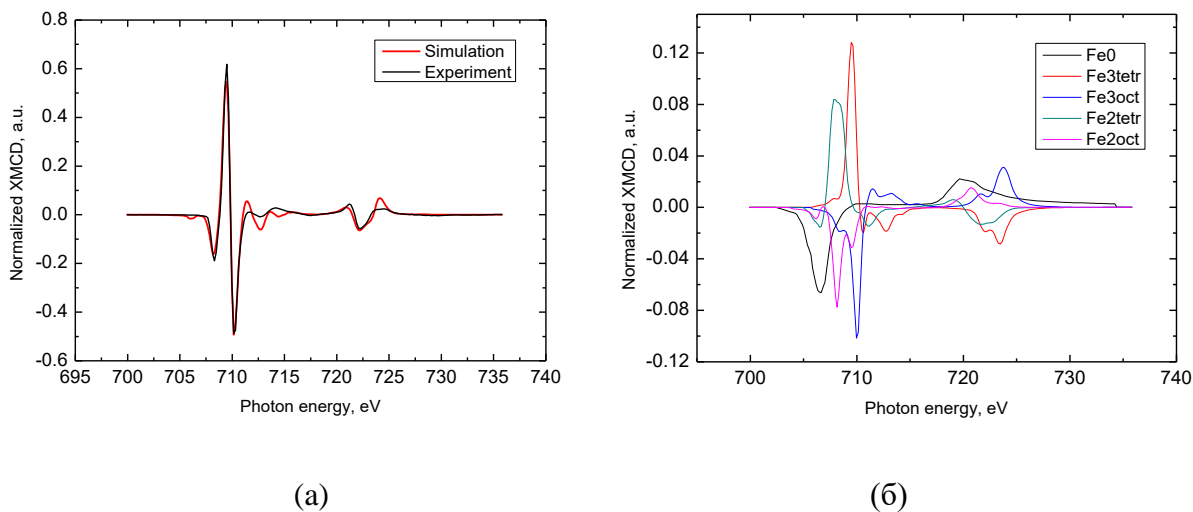 0.8
0.6
0.4
0.2
0.0
-0.2
-0.4
-0.6
Normalized XMCD, a.u.
695 700 705 710 715 720 725 730 735 740
Photon energy, eV
Simulation
Experiment
(а)
0.12
0.08
0.04
0.00
-0.04
-0.08
-0.12
Normalized XMCD, a.u.
700 710 720 730 740
Photon energy, eV
Fe0
Fe3tetr
Fe3oct
Fe2tetr
Fe2oct
(б)